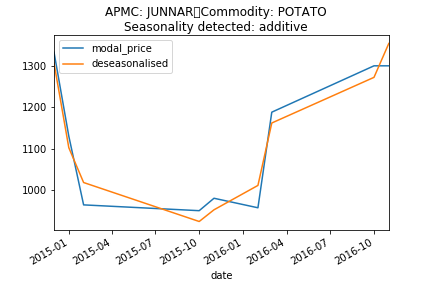 APMC: JUNNAR▯Commodity: POTATO
Seasonality detected: additive
modal_price
deseasonalised
1300
1200
1100
1000
2015-01
2015-04
2015-07
2015-10
2016-01
2016-04
2016-07
2016-10
date